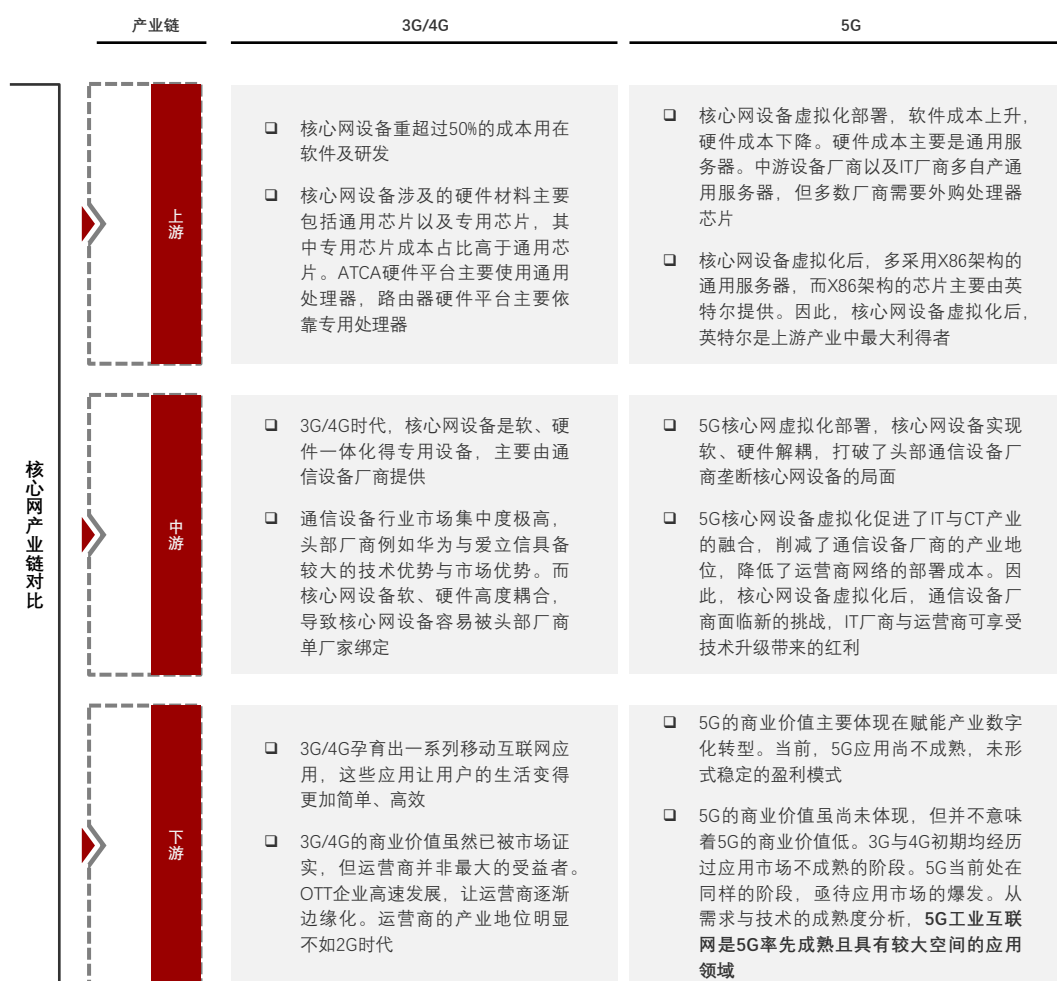 产业链
3G/4G
5G
核心网产业链对比
上游
核心网设备重超过50%的成本用在
软件及研发
核心网设备涉及的硬件材料主要
包括通用芯片以及专用芯片，其
中专用芯片成本占比高于通用芯
片。ATCA硬件平台主要使用通用
处理器，路由器硬件平台主要依
靠专用处理器
核心网设备虚拟化部署，软件成本上升，
硬件成本下降。硬件成本主要是通用服
务器。中游设备厂商以及IT厂商多自产通
用服务器，但多数厂商需要外购处理器
芯片
核心网设备虚拟化后，多采用X86架构的
通用服务器，而X86架构的芯片主要由英
特尔提供。因此，核心网设备虚拟化后，
英特尔是上游产业中最大利得者
中游
3G/4G时代，核心网设备是软、硬
件一体化得专用设备，主要由通
信设备厂商提供
通信设备行业市场集中度极高，
头部厂商例如华为与爱立信具备
较大的技术优势与市场优势。而
核心网设备软、硬件高度耦合，
导致核心网设备容易被头部厂商
单厂家绑定
5G核心网虚拟化部署，核心网设备实现
软、硬件解耦，打破了头部通信设备厂
商垄断核心网设备的局面
5G核心网设备虚拟化促进了IT与CT产业
的融合，削减了通信设备厂商的产业地
位，降低了运营商网络的部署成本。因
此，核心网设备虚拟化后，通信设备厂
商面临新的挑战，IT厂商与运营商可享受
技术升级带来的红利
下游
3G/4G孕育出一系列移动互联网应
用，这些应用让用户的生活变得
更加简单、高效
3G/4G的商业价值虽然已被市场证
实，但运营商并非最大的受益者。
OTT企业高速发展，让运营商逐渐
边缘化。运营商的产业地位明显
不如2G时代
5G的商业价值主要体现在赋能产业数字
化转型。当前，5G应用尚不成熟，未形
式稳定的盈利模式
5G的商业价值虽尚未体现，但并不意味
着5G的商业价值低。3G与4G初期均经历
过应用市场不成熟的阶段。5G当前处在
同样的阶段，亟待应用市场的爆发。从
需求与技术的成熟度分析，5G工业互联
网是5G率先成熟且具有较大空间的应用
领域